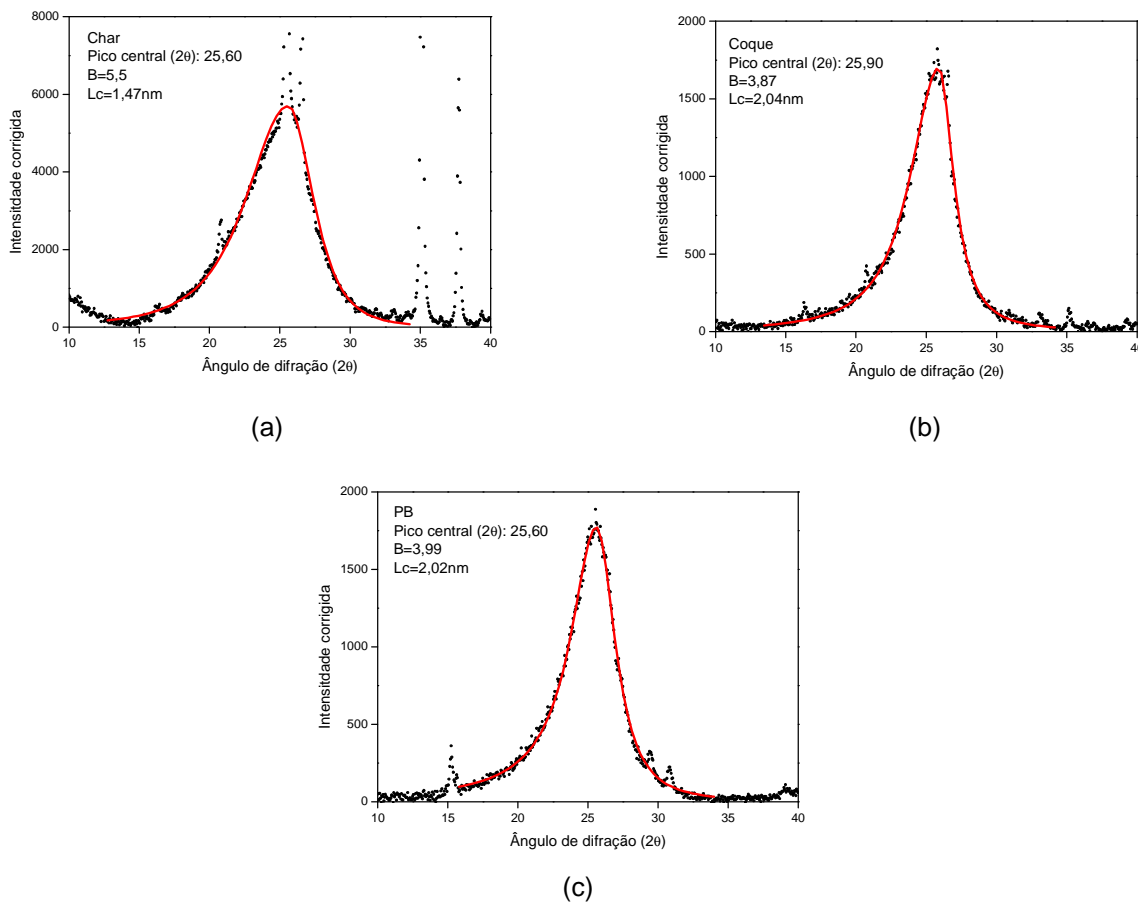 Char
Pico central (2θ): 25,60
B=5,5
Lc=1,47nm
8000
6000
4000
2000
0
10 15 20 25 30 35 40
Intensitdade corrigida
Ângulo de difração (2θ)
(a)
Coque
Pico central (2θ): 25,90
B=3,87
Lc=2,04nm
2000
1500
1000
500
0
10 15 20 25 30 35 40
Intensitdade corrigida
Ângulo de difração (2θ)
(b)
PB
Pico central (2θ): 25,60
B=3,99
Lc=2,02nm
2000
1500
1000
500
0
10 15 20 25 30 35 40
Intensitdade corrigida
Ângulo de difração (2θ)
(c)